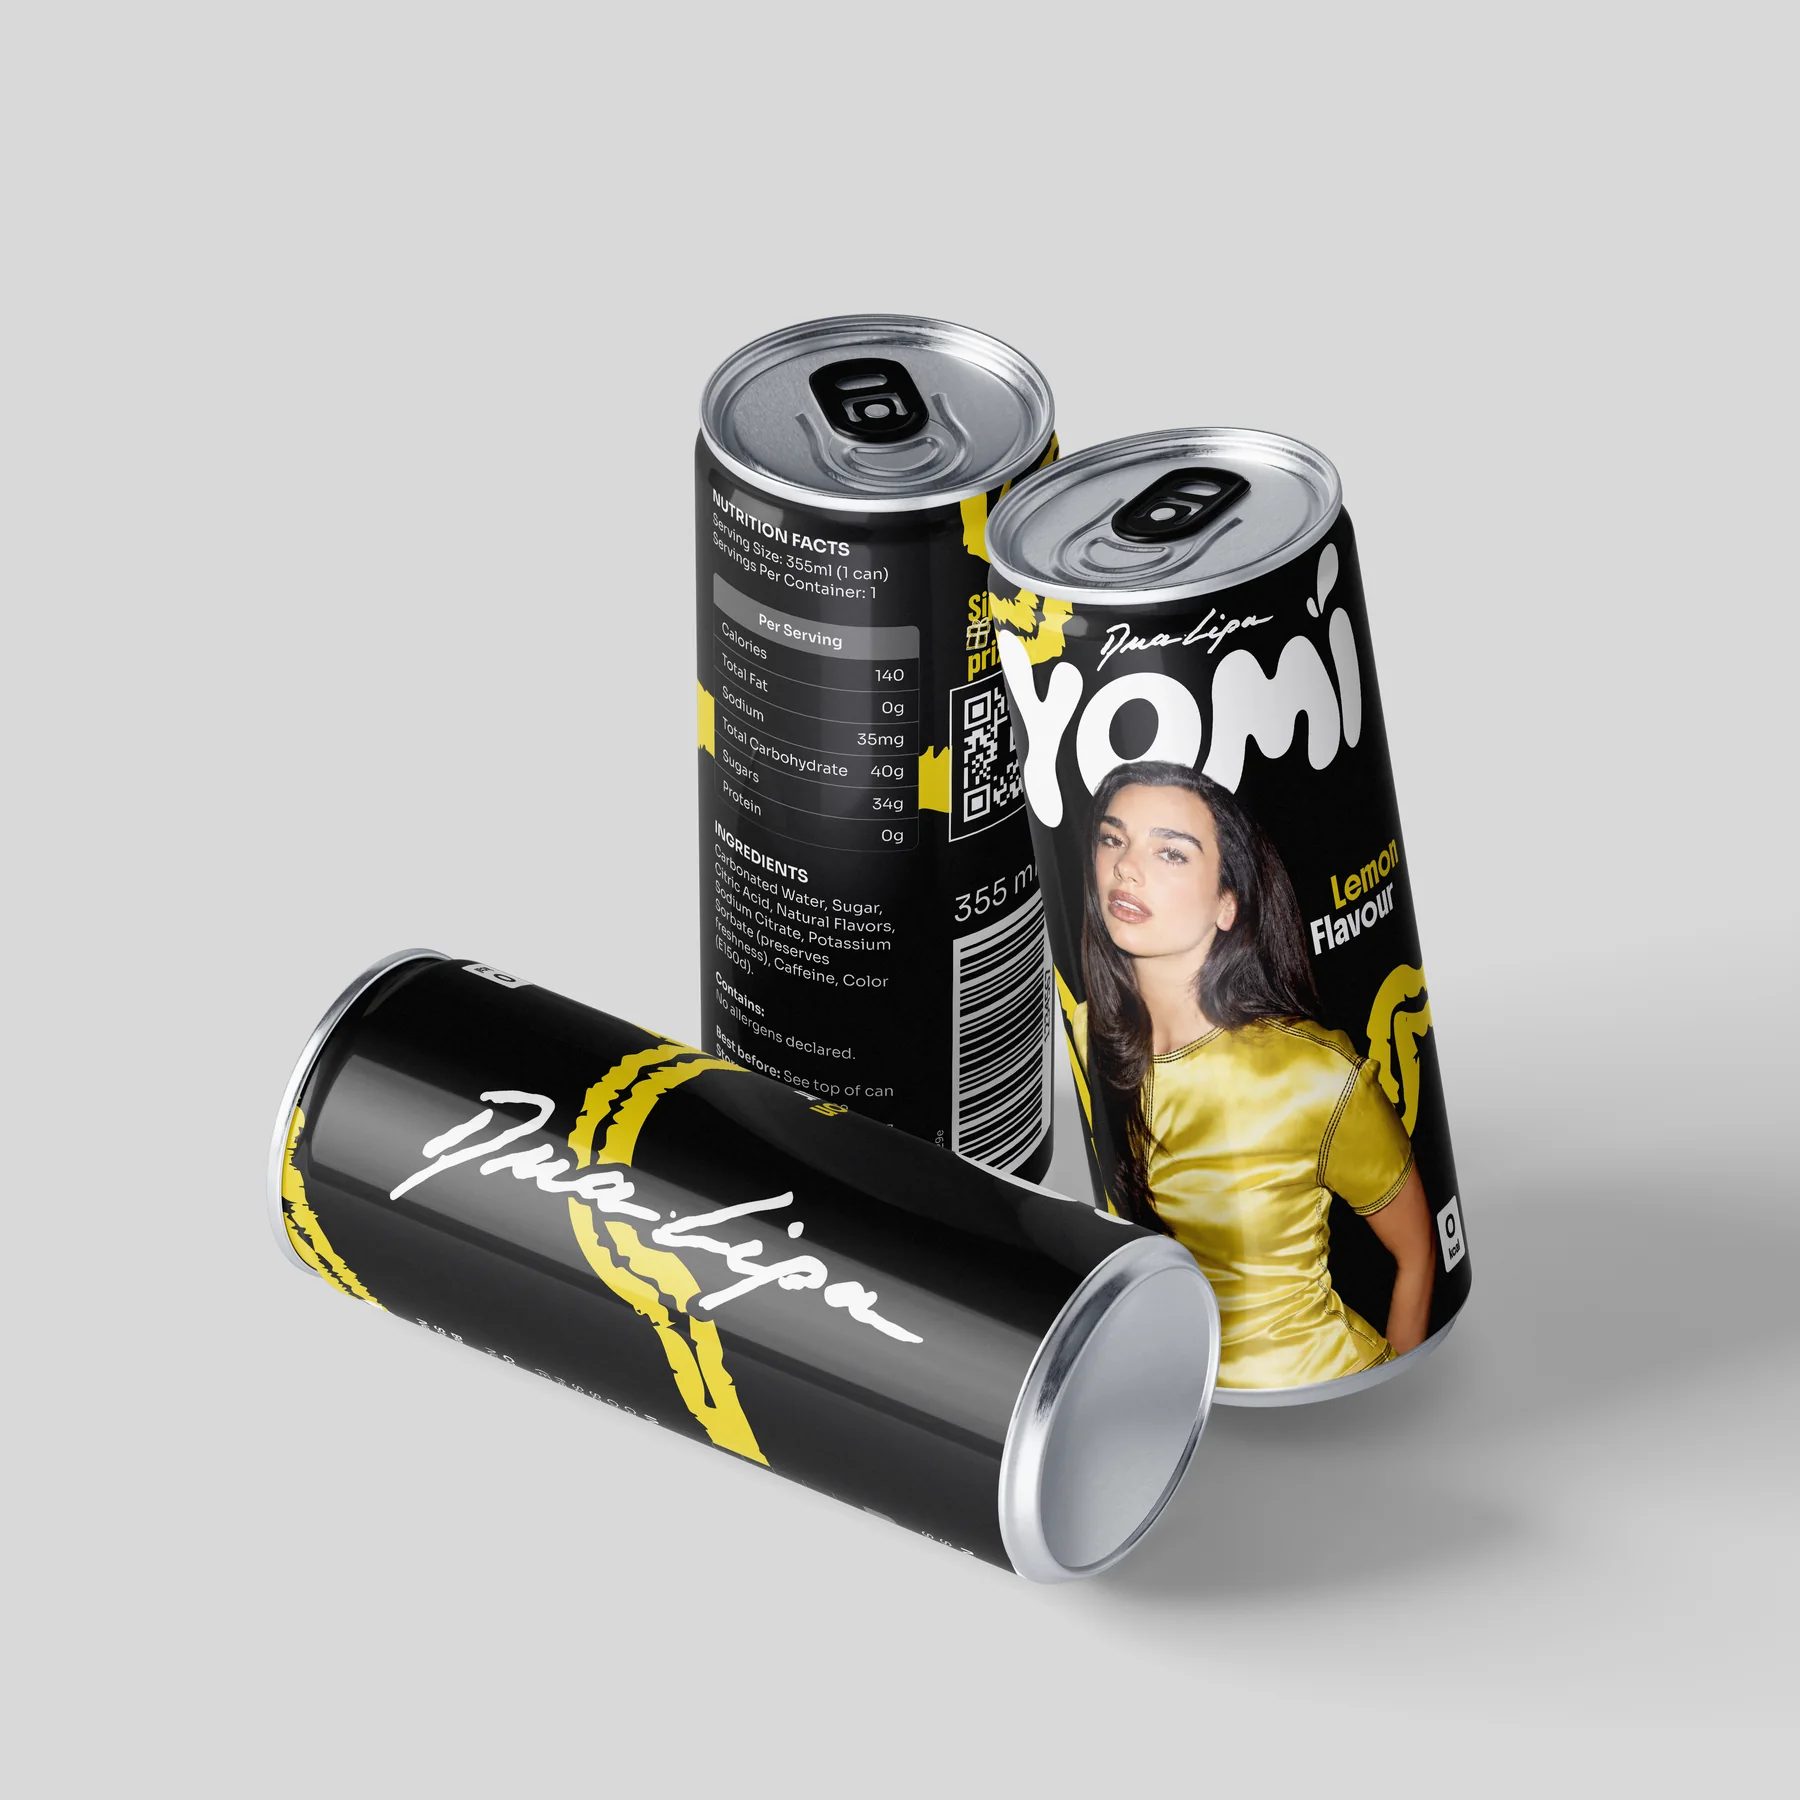 NUTRITION FACTS
Serving Size: 355ml (1 can)
Servings Per Container: 1
Per Serving
Calories 140
Total Fat 0g
Sodium 35mg
Total Carbohydrate 40g
Sugars 34g
Protein 0g
INGREDIENTS
Carbonated Water, Sugar,
Citric Acid, Natural Flavors,
Sodium Citrate, Potassium
Sorbate (preserves
freshness), Caffeine, Color
(E150d).
Contains:
No allergens declared.
Best before: See top of can
355 ml
Dua Lipa
YOMi
Lemon
Flavour
0
kcal
Dua Lipa
0